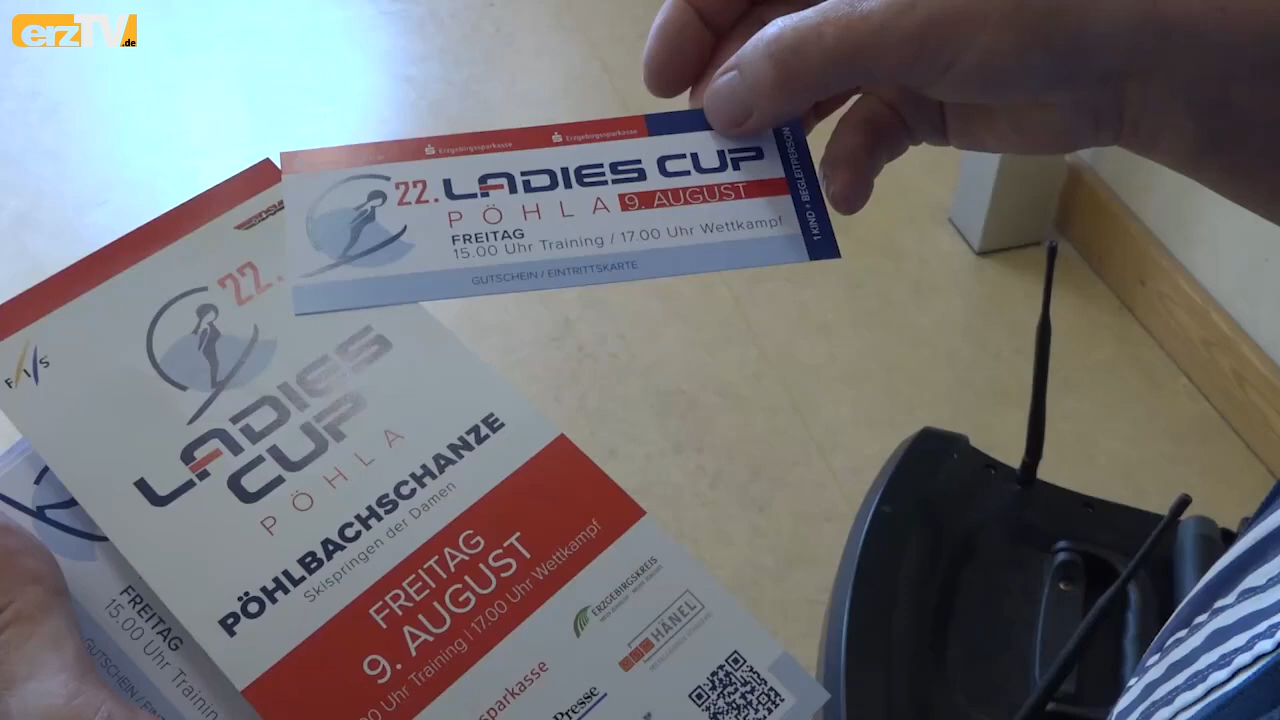 erzTV.de
Erzgebirgssparkasse
Erzgebirgssparkasse
22. LADIES CUP
PÖHLA 9. AUGUST
FREITAG
15.00 Uhr Training / 17.00 Uhr Wettkampf
GUTSCHEIN / EINTRITTSKARTE
1 KIND + BEGLEITPERSON
FIS
22.
LADIES
CUP
PÖHLA
PÖHLBACHSCHANZE
Skispringen der Damen
FREITAG
9. AUGUST
Uhr Training | 17.00 Uhr Wettkampf
ERZGEBIRGSKREIS
HÄNEL
sparkasse
Presse
FREITAG
15.00 Uhr
GUTSCHEIN / EIN